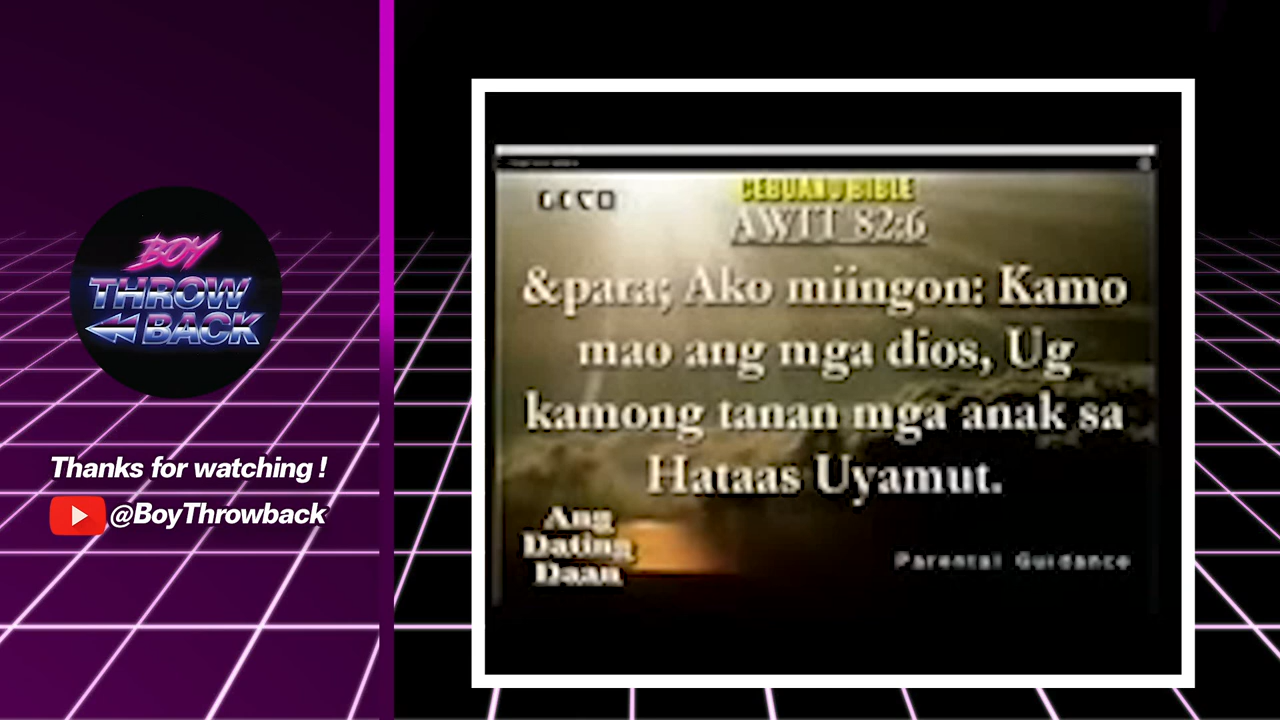 BOY
THROW
BACK
Thanks for watching !
@BoyThrowback
CEBUANO BIBLE
AWIT 82:6
&para; Ako miingon: Kamo
mao ang mga dios, Ug
kamong tanan mga anak sa
Hataas Uyamut.
Ang
Dating
Daan
Parental Guidance